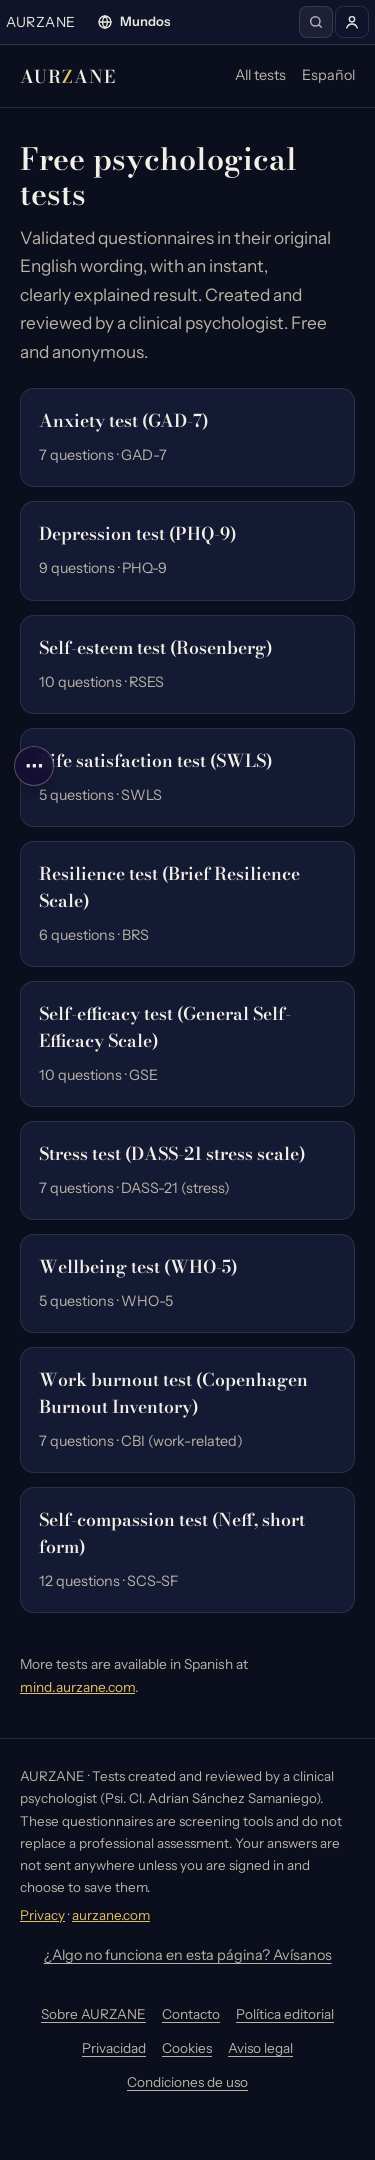 AURZANE Mundos
AURZANE All tests Español
Free psychological
tests
Validated questionnaires in their original
English wording, with an instant,
clearly explained result. Created and
reviewed by a clinical psychologist. Free
and anonymous.
Anxiety test (GAD-7)
7 questions · GAD-7
Depression test (PHQ-9)
9 questions · PHQ-9
Self-esteem test (Rosenberg)
10 questions · RSES
satisfaction test (SWLS)
5 questions · SWLS
Resilience test (Brief Resilience
Scale)
6 questions · BRS
Self-efficacy test (General Self-
Efficacy Scale)
10 questions · GSE
Stress test (DASS-21 stress scale)
7 questions · DASS-21 (stress)
Wellbeing test (WHO-5)
5 questions · WHO-5
Work burnout test (Copenhagen
Burnout Inventory)
7 questions · CBI (work-related)
Self-compassion test (Neff, short
form)
12 questions · SCS-SF
More tests are available in Spanish at
mind.aurzane.com.
AURZANE · Tests created and reviewed by a clinical
psychologist (Psi. Cl. Adrian Sánchez Samaniego).
These questionnaires are screening tools and do not
replace a professional assessment. Your answers are
not sent anywhere unless you are signed in and
choose to save them.
Privacy · aurzane.com
¿Algo no funciona en esta página? Avísanos
Sobre AURZANE Contacto Política editorial
Privacidad Cookies Aviso legal
Condiciones de uso